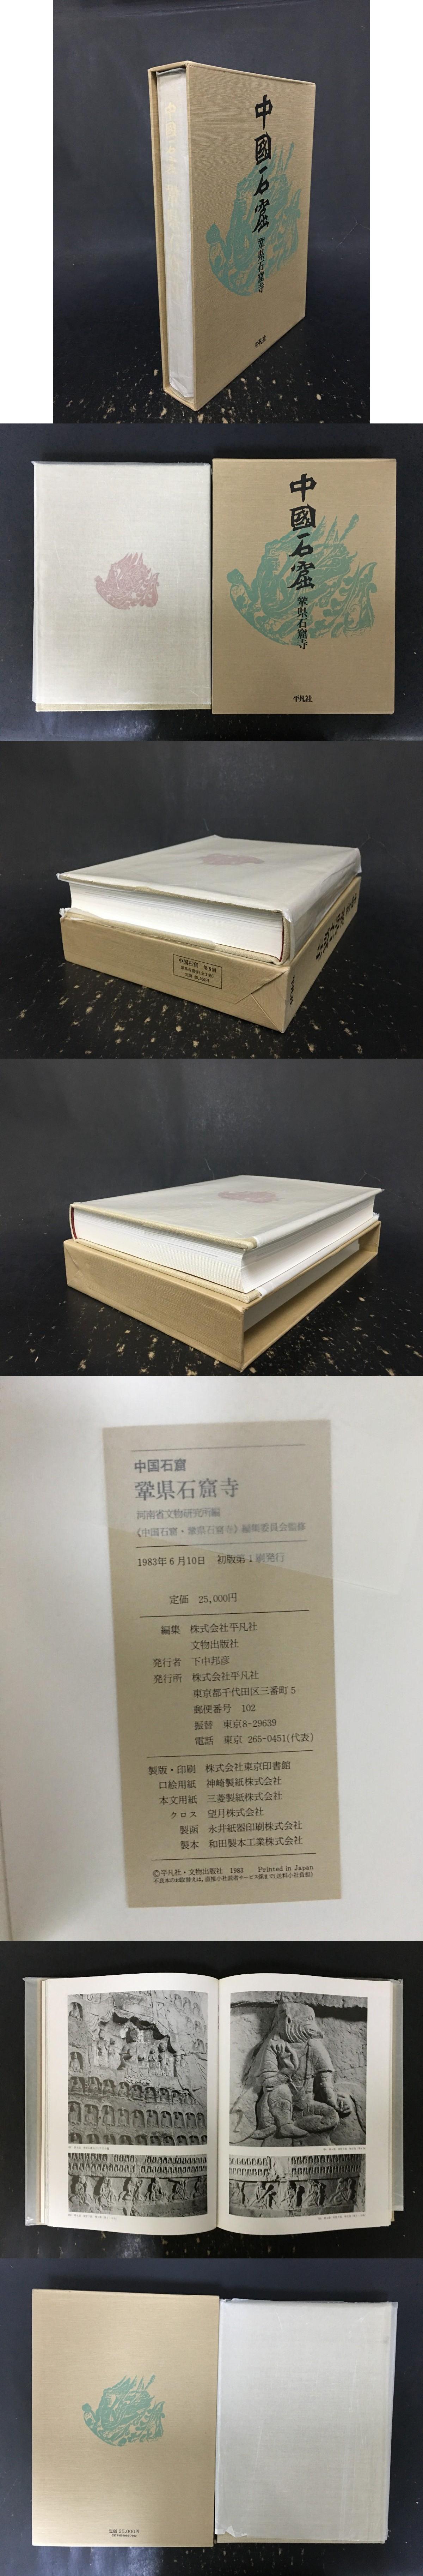 中國石窟
鞏県石窟寺
平凡社
中國石窟
鞏県石窟寺
平凡社
中国石窟
中国石窟
鞏県石窟寺
河南省文物研究所編
《中国石窟・鞏県石窟寺》編集委員会監修
1983年6月10日 初版第1刷発行
定価 25,000円
編集 株式会社平凡社
文物出版社
発行者 下中邦彦
発行所 株式会社平凡社
東京都千代田区三番町5
郵便番号 102
振替 東京8-29639
電話 東京 265-0451(代表)
製版・印刷 株式会社東京印書館
口絵用紙 神崎製紙株式会社
本文用紙 三菱製紙株式会社
クロス 望月株式会社
製函 永井紙器印刷株式会社
製本 和田製本工業株式会社
©平凡社・文物出版社 1983 Printed in Japan
定価 25,000円